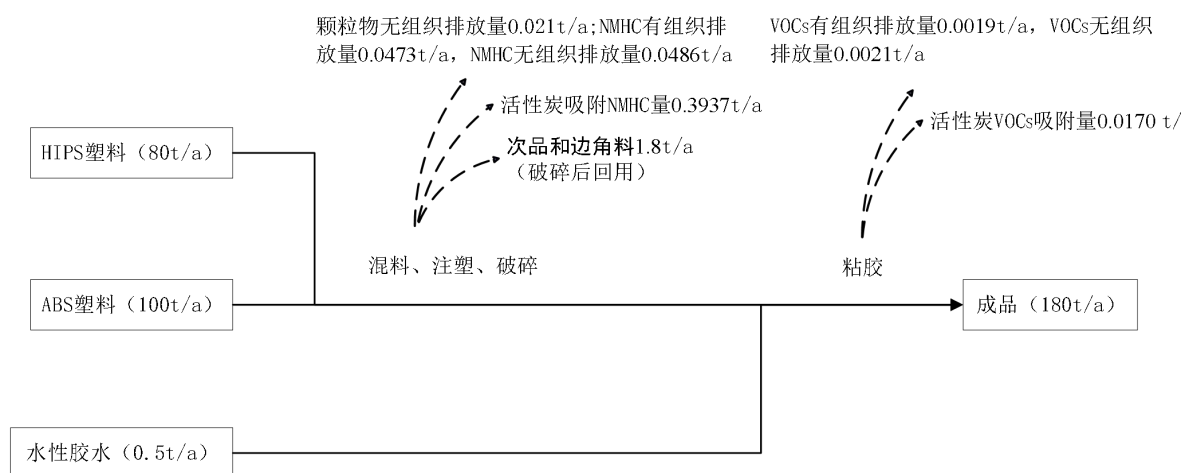 颗粒物无组织排放量0.021t/a;NMHC有组织排
放量0.0473t/a，NMHC无组织排放量0.0486t/a
VOCs有组织排放量0.0019t/a，VOCs无组织
排放量0.0021t/a
活性炭吸附NMHC量0.3937t/a
活性炭VOCs吸附量0.0170 t/
HIPS塑料（80t/a）
次品和边角料1.8t/a
（破碎后回用）
混料、注塑、破碎
粘胶
ABS塑料（100t/a）
成品（180t/a）
水性胶水（0.5t/a）